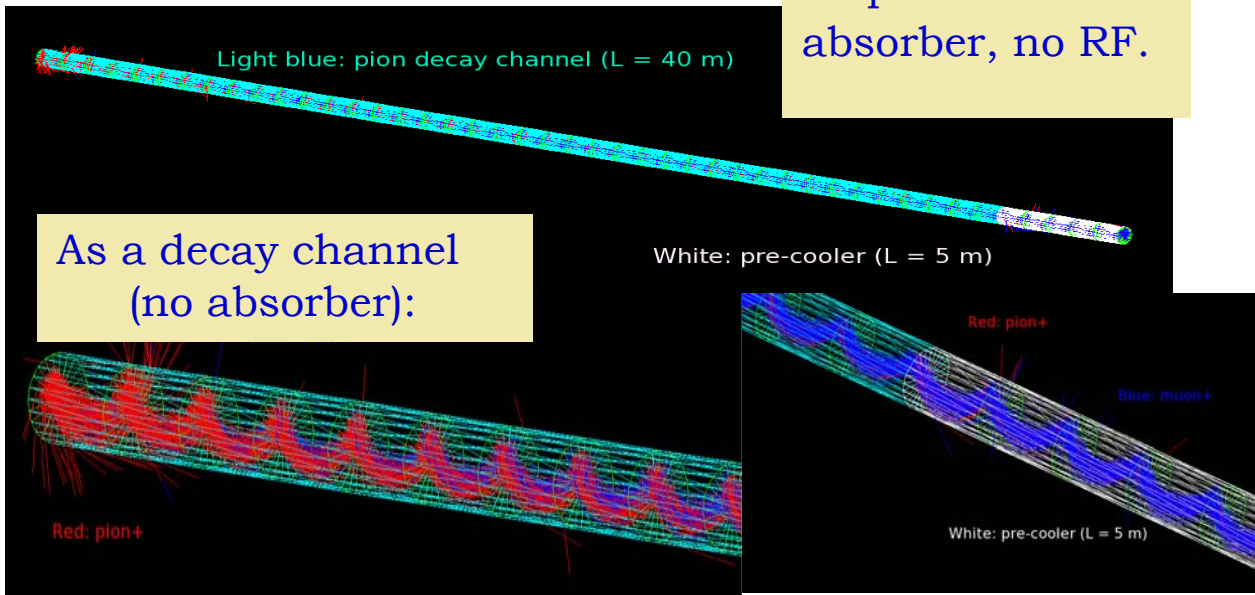 absorber, no RF.
Light blue: pion decay channel (L = 40 m)
As a decay channel
(no absorber):
White: pre-cooler (L = 5 m)
Red: pion+
Blue: muon+
Red: pion+
White: pre-cooler (L = 5 m)